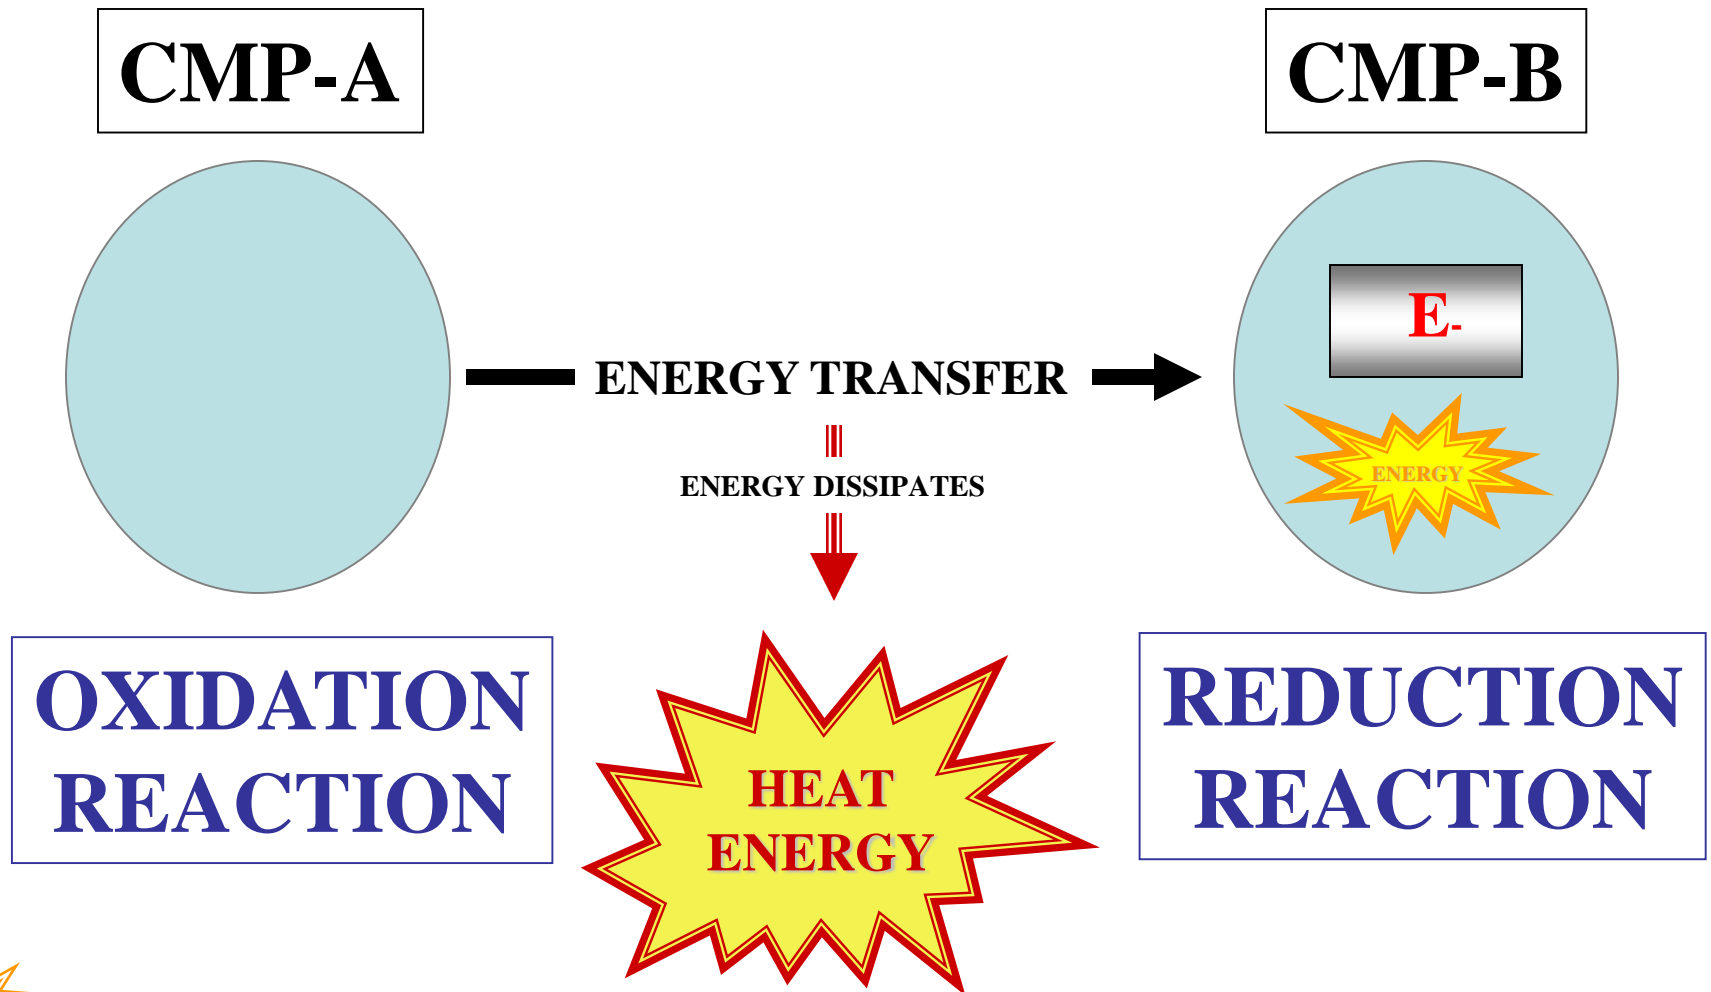 CMP-A
CMP-B
E-
ENERGY TRANSFER
ENERGY
ENERGY DISSIPATES
OXIDATION
REACTION
REDUCTION
REACTION
HEAT
ENERGY